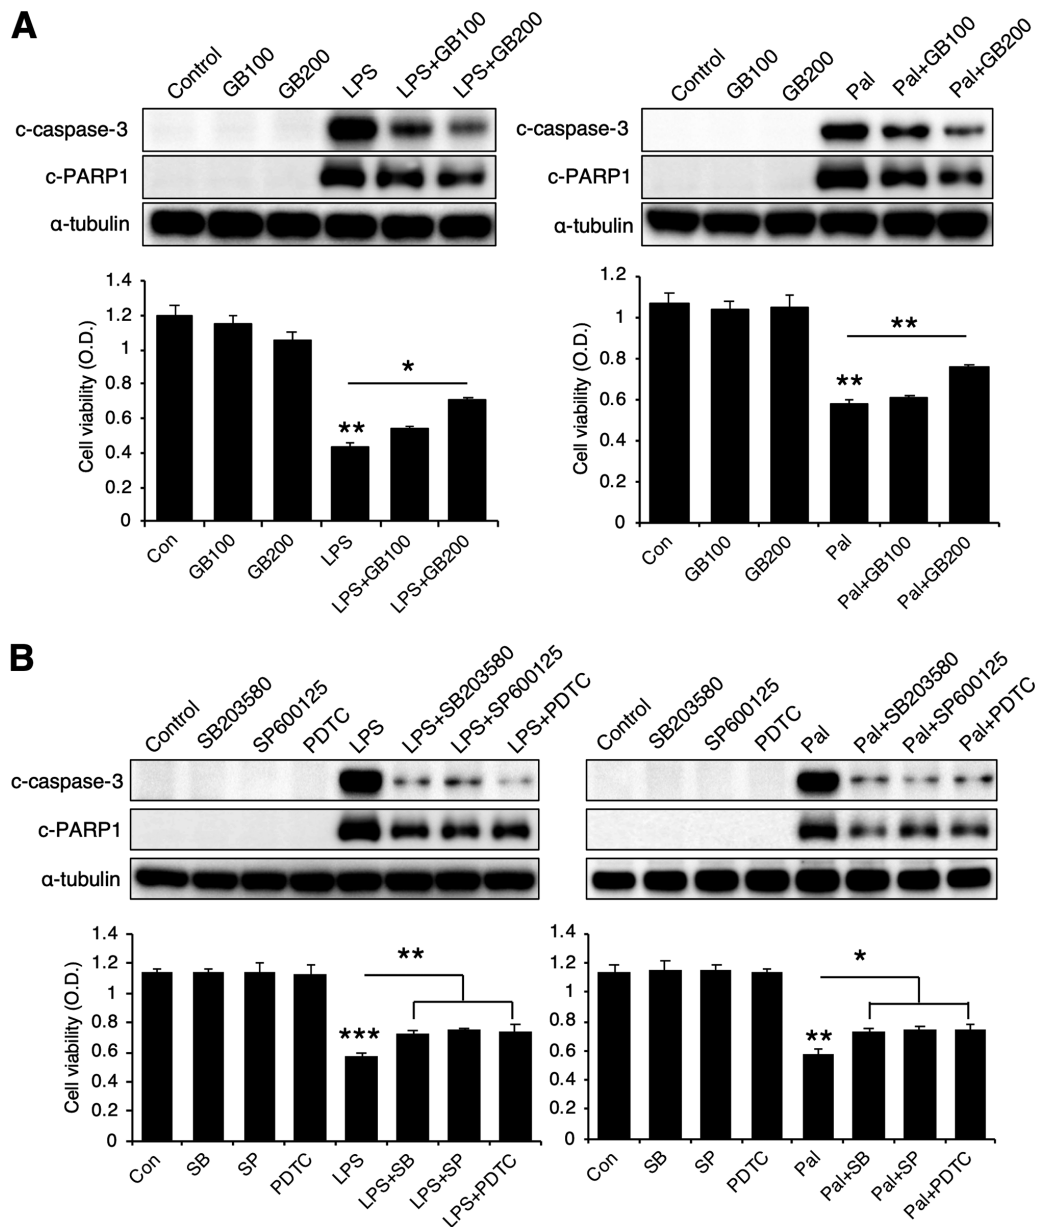 A
Control GB100 GB200 LPS LPS+GB100 LPS+GB200
c-caspase-3
c-PARP1
α-tubulin
Control GB100 GB200 Pal Pal+GB100 Pal+GB200
c-caspase-3
c-PARP1
α-tubulin
Cell viability (O.D.)
1.4
1.2
1
0.8
0.6
0.4
0.2
0
**
*
Con GB100 GB200 LPS LPS+GB100 LPS+GB200
Cell viability (O.D.)
1.2
1
0.8
0.6
0.4
0.2
0
**
**
Con GB100 GB200 Pal Pal+GB100 Pal+GB200
B
Control SB203580 SP600125 PDTC LPS LPS+SB203580 LPS+SP600125 LPS+PDTC
c-caspase-3
c-PARP1
α-tubulin
Control SB203580 SP600125 PDTC Pal Pal+SB203580 Pal+SP600125 Pal+PDTC
Cell viability (O.D.)
1.4
1.2
1
0.8
0.6
0.4
0.2
0
***
**
Con SB SP PDTC LPS LPS+SB LPS+SP LPS+PDTC
1.4
1.2
1
0.8
0.6
0.4
0.2
0
**
*
Con SB SP PDTC Pal Pal+SB Pal+SP Pal+PDTC